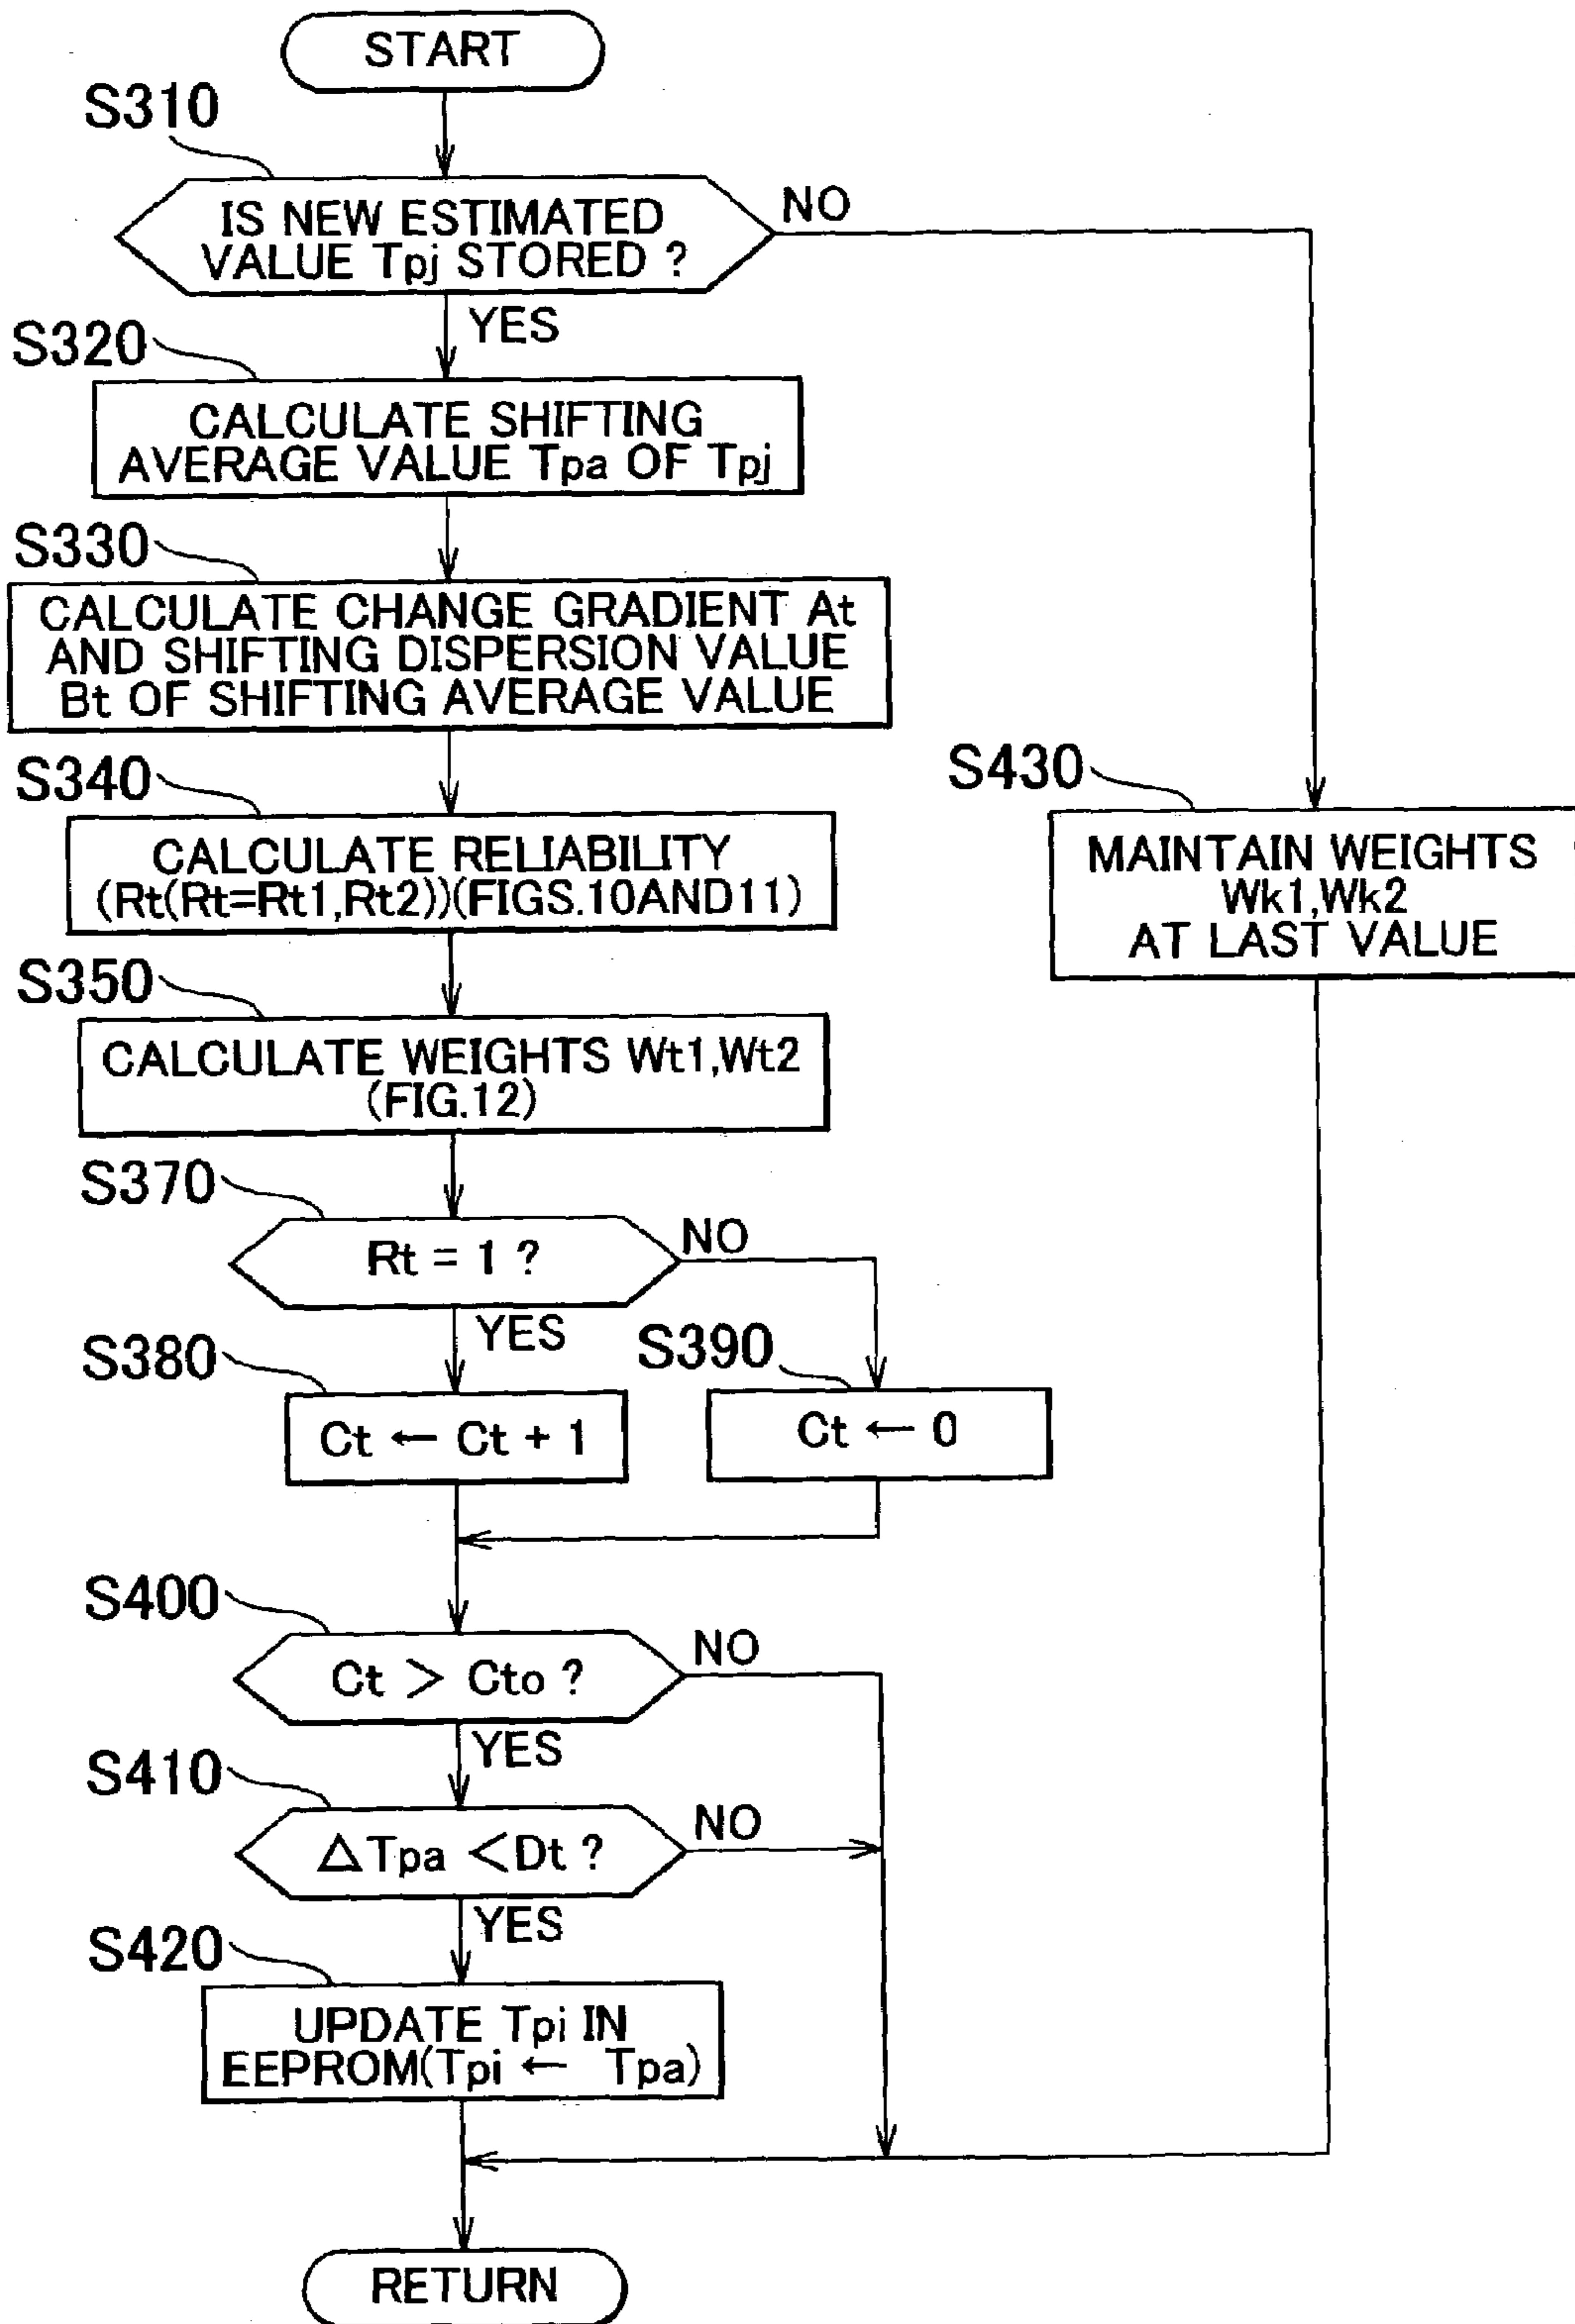 START
S310
IS NEW ESTIMATED
VALUE Tpj STORED ?
NO
YES
S320
CALCULATE SHIFTING
AVERAGE VALUE Tpa OF Tpj
S330
CALCULATE CHANGE GRADIENT At
AND SHIFTING DISPERSION VALUE
Bt OF SHIFTING AVERAGE VALUE
S340
CALCULATE RELIABILITY
(Rt(Rt=Rt1,Rt2))(FIGS.10AND11)
S430
MAINTAIN WEIGHTS
Wk1,Wk2
AT LAST VALUE
S350
CALCULATE WEIGHTS Wt1,Wt2
(FIG.12)
S370
Rt = 1 ?
NO
YES
S380
Ct ← Ct + 1
S390
Ct ← 0
S400
Ct > Cto ?
NO
YES
S410
△Tpa <Dt ?
NO
YES
S420
UPDATE Tpi IN
EEPROM(Tpi ← Tpa)
RETURN